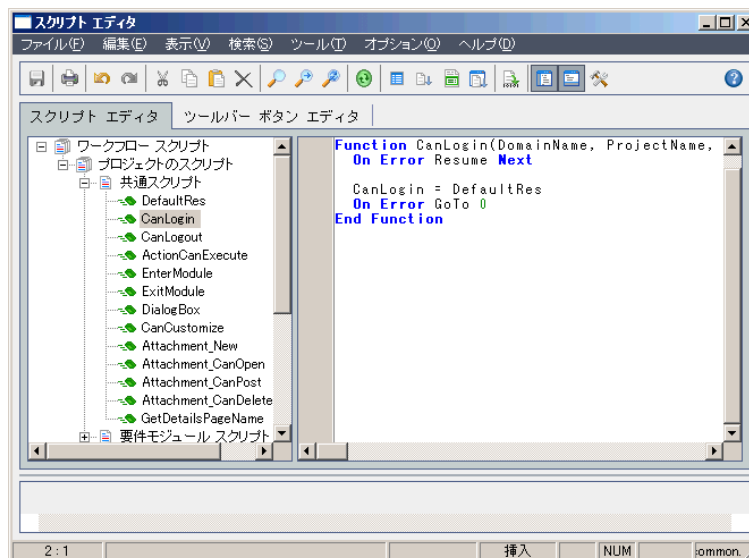 スクリプト エディタ
ファイル(F) 編集(E) 表示(V) 検索(S) ツール(T) オプション(O) ヘルプ(D)
スクリプト エディタ ツールバー ボタン エディタ
ワークフロー スクリプト
プロジェクトのスクリプト
共通スクリプト
DefaultRes
CanLogin
CanLogout
ActionCanExecute
EnterModule
ExitModule
DialogBox
CanCustomize
Attachment_New
Attachment_CanOpen
Attachment_CanPost
Attachment_CanDelete
GetDetailsPageName
要件モジュール スクリプト
Function CanLogin(DomainName, ProjectName,
On Error Resume Next
CanLogin = DefaultRes
On Error GoTo 0
End Function
2:1 挿入 NUM